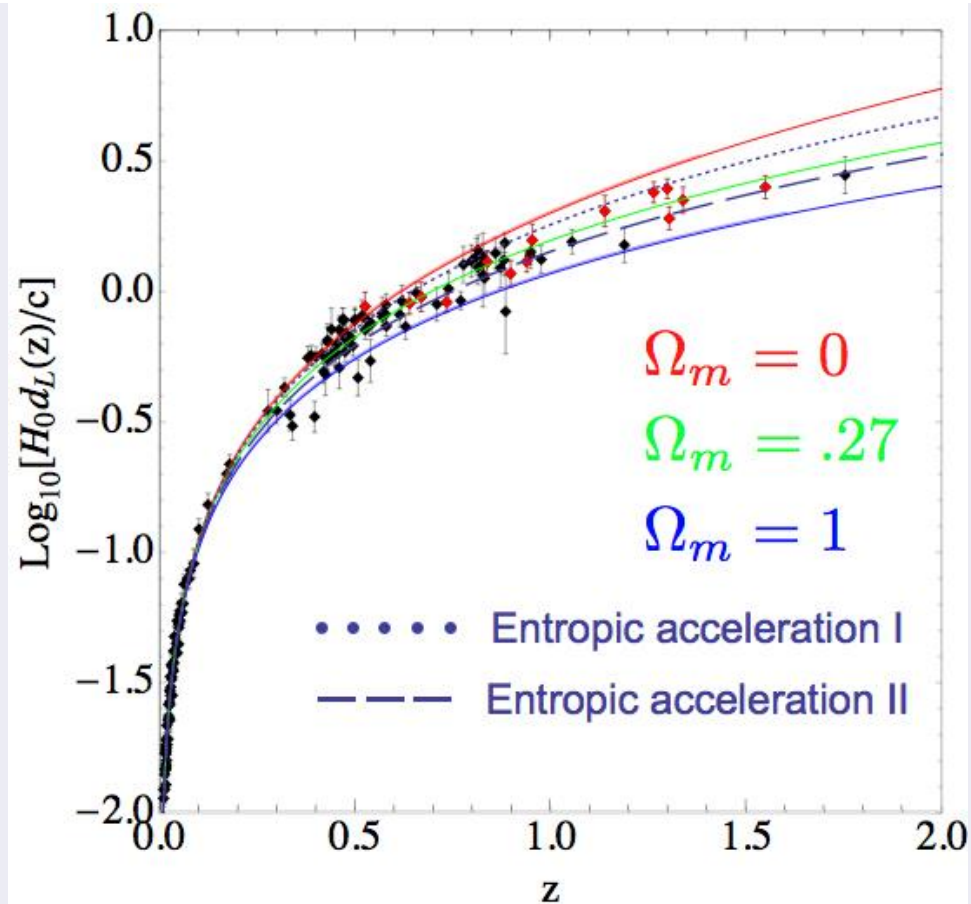 1.0
0.5
0.0
−0.5
−1.0
−1.5
−2.0
Log₁₀[H₀d_L(z)/c]
Ωₘ = 0
Ωₘ = .27
Ωₘ = 1
Entropic acceleration I
Entropic acceleration II
0.0 0.5 1.0 1.5 2.0
z